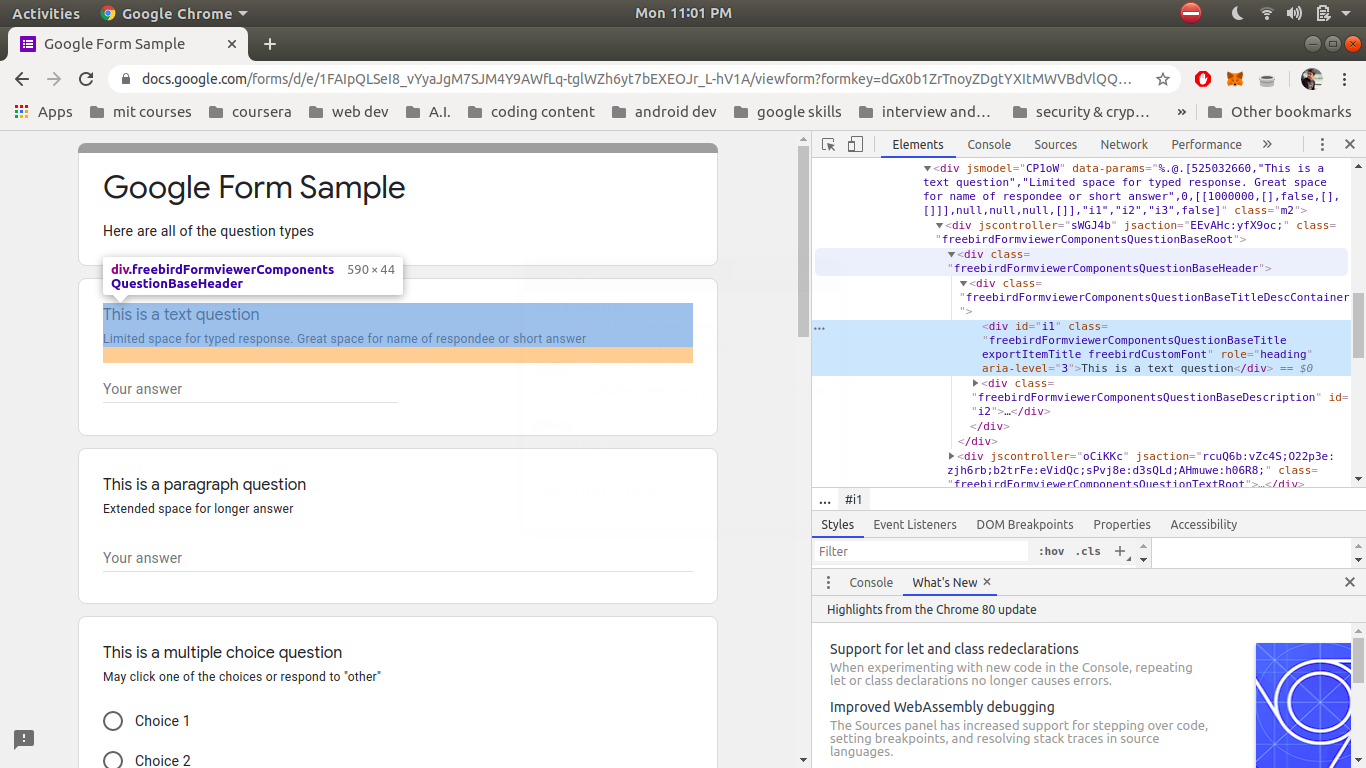 Activities
Google Chrome
Mon 11:01 PM
Google Form Sample
docs.google.com/forms/d/e/1FAIpQLSeI8_vYyaJgM7SJM4Y9AWfLq-tglWZh6yt7bEXEOJr_L-hV1A/viewform?formkey=dGx0b1ZrTnoyZDgtYXItMWVBdVlQQ…
Apps
mit courses
coursera
web dev
A.I.
coding content
android dev
google skills
interview and…
security & cryp…
»
Other bookmarks
Google Form Sample
Here are all of the question types
div.freebirdFormviewerComponents
QuestionBaseHeader
590 × 44
This is a text question
Limited space for typed response. Great space for name of respondee or short answer
Your answer
This is a paragraph question
Extended space for longer answer
Your answer
This is a multiple choice question
May click one of the choices or respond to "other"
Choice 1
Choice 2
Elements
Console
Sources
Network
Performance
»
<div jsmodel="CP1oW" data-params="%.@.[525032660,"This is a
text question","Limited space for typed response. Great space
for name of respondee or short answer",0,[[1000000,[],false,[],
[]]],null,null,null,[]],"i1","i2","i3",false]" class="m2">
<div jscontroller="sWGJ4b" jsaction="EEvAHc:yfX9oc;" class=
"freebirdFormviewerComponentsQuestionBaseRoot">
<div class=
"freebirdFormviewerComponentsQuestionBaseHeader">
<div class=
"freebirdFormviewerComponentsQuestionBaseTitleDescContainer
">
…
<div id="i1" class=
"freebirdFormviewerComponentsQuestionBaseTitle
exportItemTitle freebirdCustomFont" role="heading"
aria-level="3">This is a text question</div> == $0
<div class=
"freebirdFormviewerComponentsQuestionBaseDescription" id=
"i2">…</div>
</div>
</div>
<div jscontroller="oCiKKc" jsaction="rcuQ6b:vZc4S;O22p3e:
zjh6rb;b2trFe:eVidQc;sPvj8e:d3sQLd;AHmuwe:h06R8;" class=
"freebirdFormviewerComponentsQuestionTextRoot">…</div>
…
#i1
Styles
Event Listeners
DOM Breakpoints
Properties
Accessibility
Filter
:hov
.cls
+
Console
What's New
Highlights from the Chrome 80 update
Support for let and class redeclarations
When experimenting with new code in the Console, repeating
let or class declarations no longer causes errors.
Improved WebAssembly debugging
The Sources panel has increased support for stepping over code,
setting breakpoints, and resolving stack traces in source
languages.